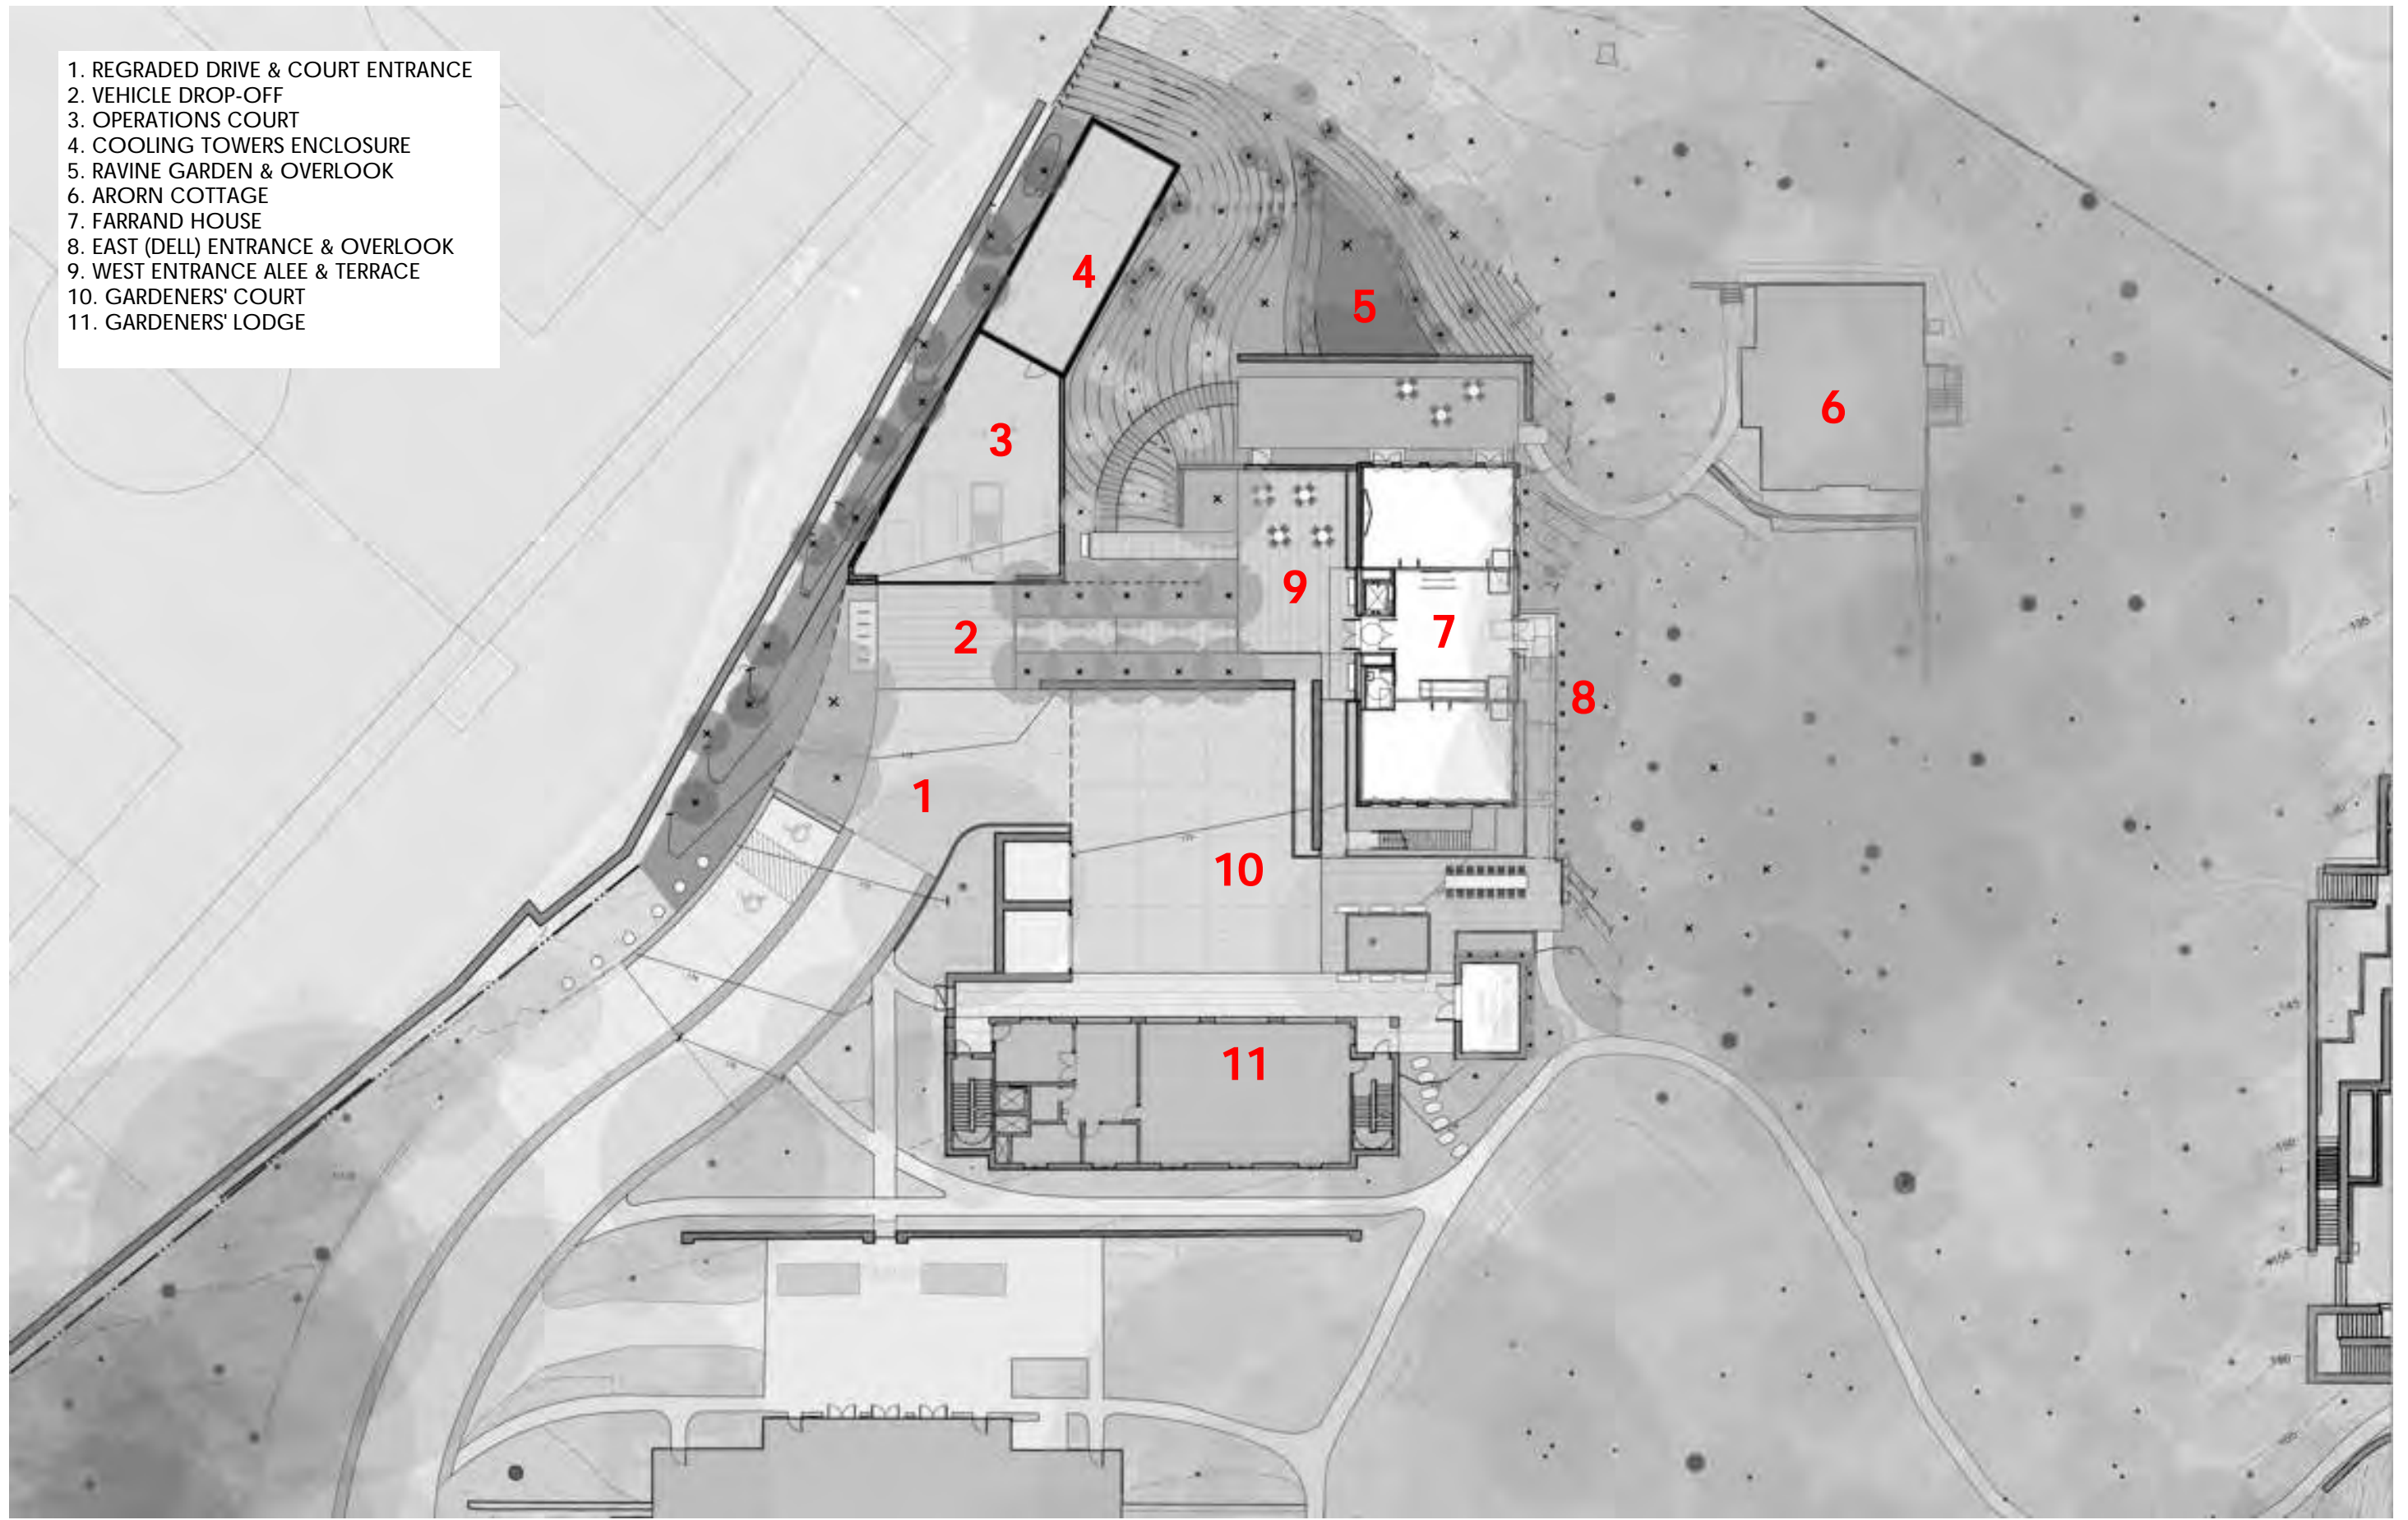 1. REGRADED DRIVE & COURT ENTRANCE
2. VEHICLE DROP-OFF
3. OPERATIONS COURT
4. COOLING TOWERS ENCLOSURE
5. RAVINE GARDEN & OVERLOOK
6. ARORN COTTAGE
7. FARRAND HOUSE
8. EAST (DELL) ENTRANCE & OVERLOOK
9. WEST ENTRANCE ALEE & TERRACE
10. GARDENERS' COURT
11. GARDENERS' LODGE
4
5
6
3
9
2
7
8
1
10
11